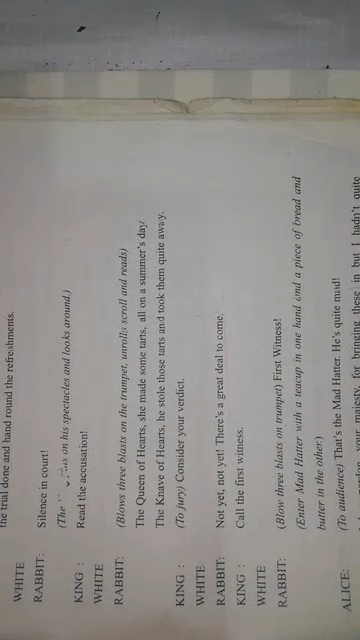 the trial done and hand round the refreshments.
WHITE
RABBIT: Silence in court!
(The on his spectacles and looks around.)
KING : Read the accusation!
WHITE
RABBIT: (Blows three blasts on the trumpet, unrolls scroll and reads)
The Queen of Hearts, she made some tarts, all on a summer's day/
The Knave of Hearts, he stole those tarts and took them quite away.
KING : (To jury) Consider your verdict.
WHITE
RABBIT: Not yet, not yet! There's a great deal to come.
KING : Call the first witness.
WHITE
RABBIT: (Blow three blasts on trumpet) First Witness!
(Enter Mad Hatter with a teacup in one hand and a piece of bread and
butter in the other)
ALICE: (To audience) That's the Mad Hatter. He's quite mad!
your majesty, for bringing these in but I hadn't quite